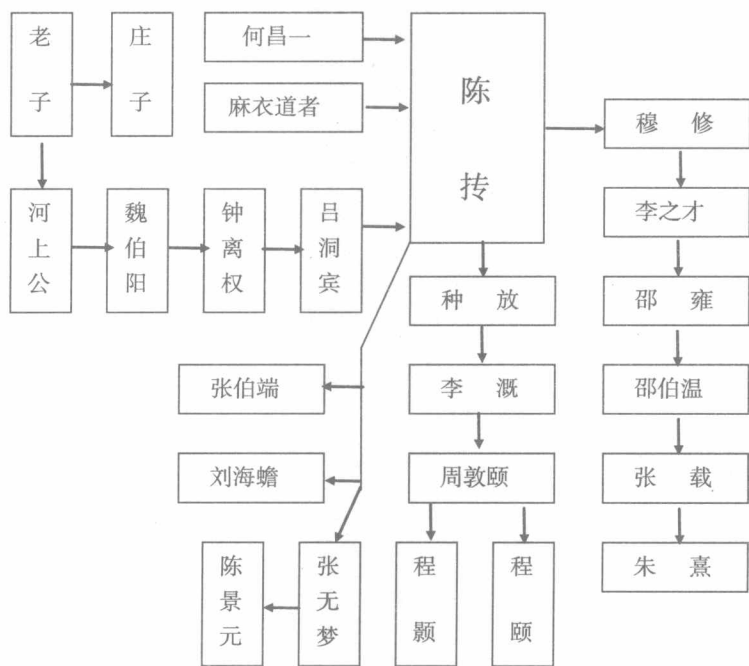 老子
庄子
何昌一
麻衣道者
陈抟
穆修
李之才
邵雍
邵伯温
张载
朱熹
河上公
魏伯阳
钟离权
吕洞宾
种放
李溉
周敦颐
程颢
程颐
张伯端
刘海蟾
张无梦
陈景元